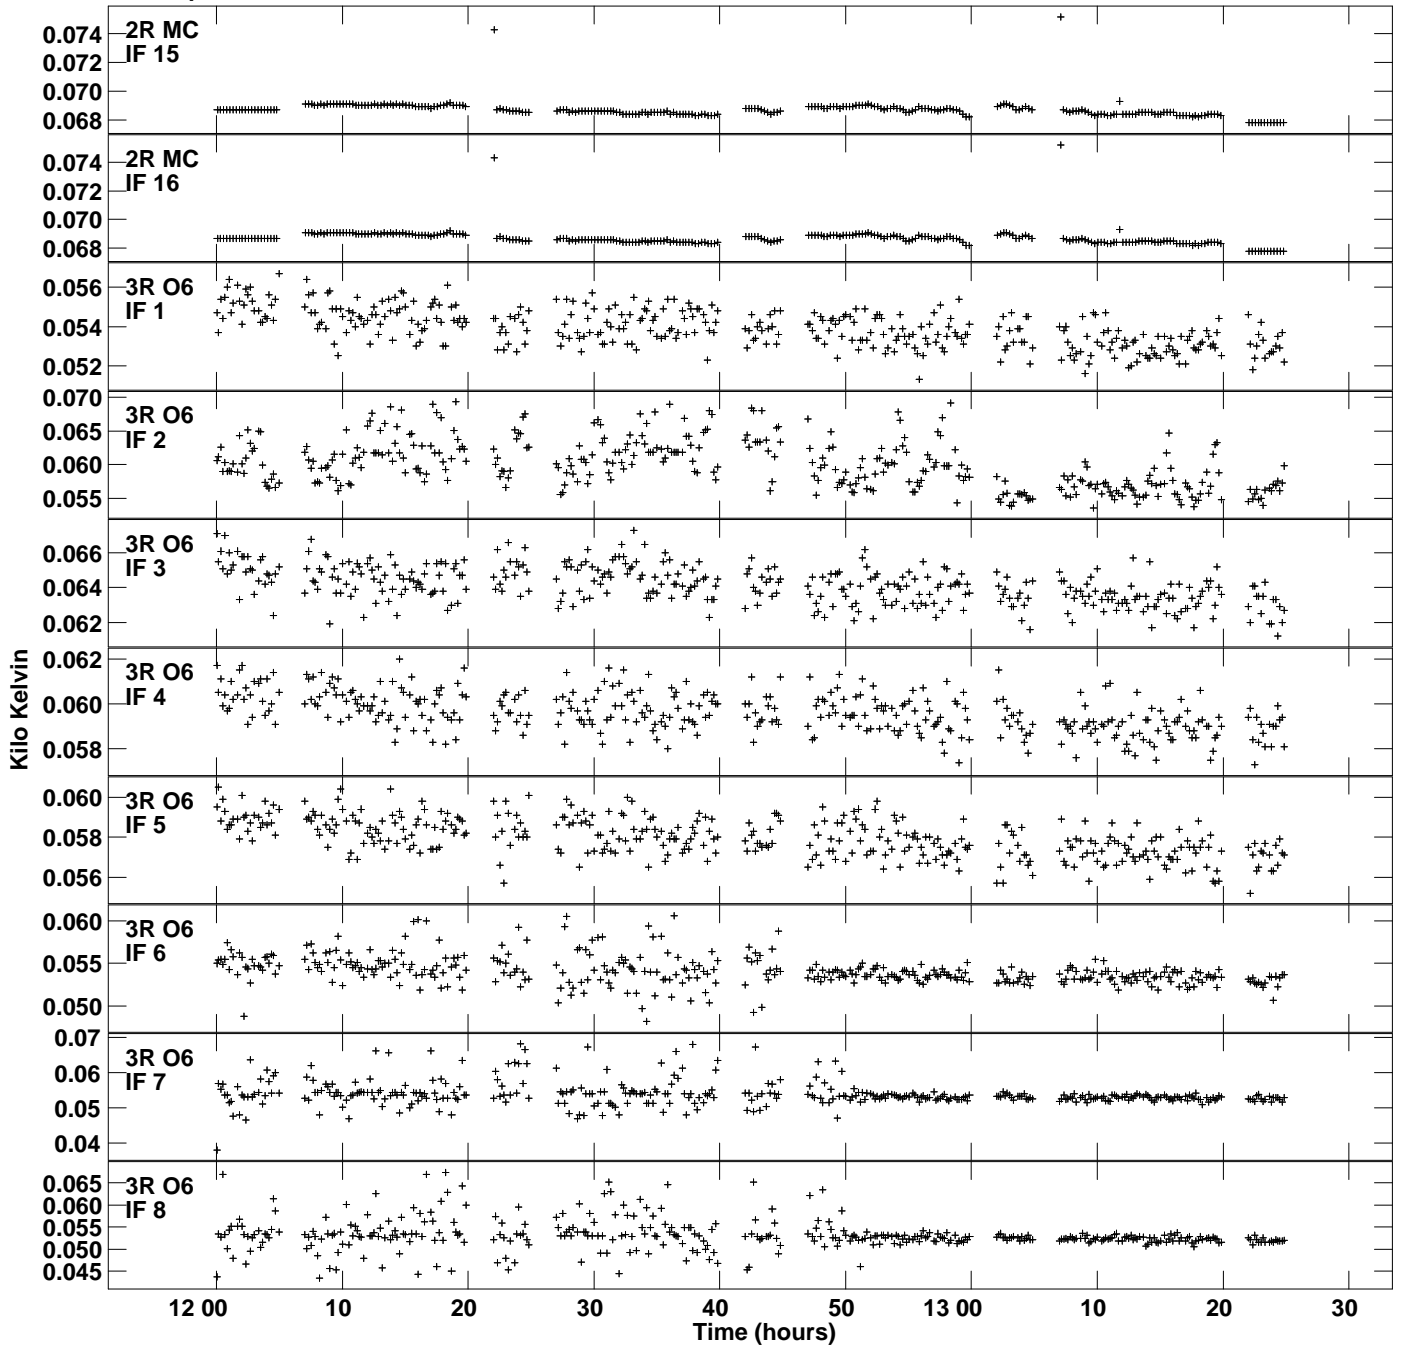 0.074
0.072
0.070
0.068
2R MC
IF 15
0.074
0.072
0.070
0.068
2R MC
IF 16
0.056
0.054
0.052
3R O6
IF 1
0.070
0.065
0.060
0.055
3R O6
IF 2
0.066
0.064
0.062
3R O6
IF 3
0.062
0.060
0.058
3R O6
IF 4
0.060
0.058
0.056
3R O6
IF 5
0.060
0.055
0.050
3R O6
IF 6
0.07
0.06
0.05
0.04
3R O6
IF 7
0.065
0.060
0.055
0.050
0.045
3R O6
IF 8
Kilo Kelvin
12 00 10 20 30 40 50 13 00 10 20 30
Time (hours)